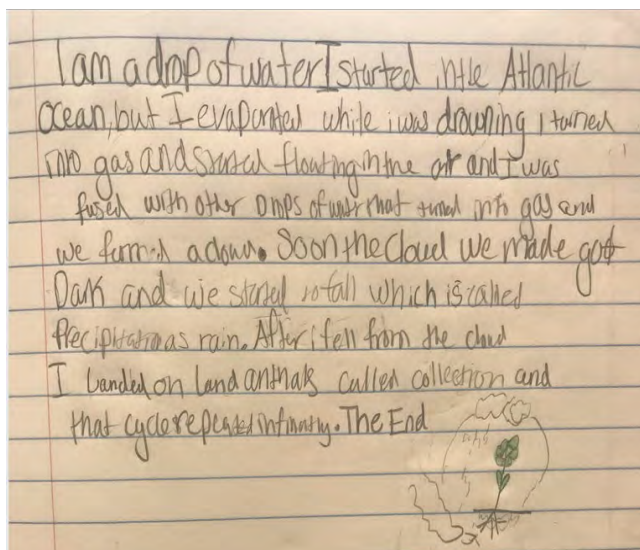 I am a drop of water I started in the Atlantic
ocean, but I evaporated while i was drowning i turned
into gas and started floating in the air and I was
fused with other Drops of water that turned into gas and
we formed a cloud. Soon the Cloud we made got
Dark and we started to fall which is called
Precipitation as rain. After i fell from the cloud
I Landed on land and thats called collection and
that cycle repeated infinatly. The End